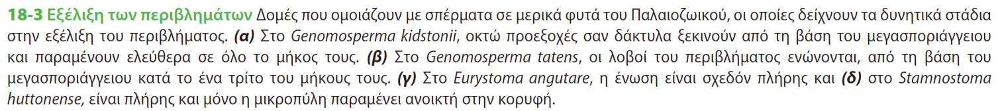 18-3 Εξέλιξη των περιβλημάτων Δομές που ομοιάζουν με σπέρματα σε μερικά φυτά του Παλαιοζωικού, οι οποίες δείχνουν τα δυνητικά στάδια
στην εξέλιξη του περιβλήματος. (α) Στο Genomosperma kidstonii, οκτώ προεξοχές σαν δάκτυλα ξεκινούν από τη βάση του μεγασποριάγγειου
και παραμένουν ελεύθερα σε όλο το μήκος τους. (β) Στο Genomosperma tatens, οι λοβοί του περιβλήματος ενώνονται, από τη βάση του
μεγασποριάγγειου κατά το ένα τρίτο του μήκους τους. (γ) Στο Eurystoma angutare, η ένωση είναι σχεδόν πλήρης και (δ) στο Stamnostoma
huttonense, είναι πλήρης και μόνο η μικροπύλη παραμένει ανοικτή στην κορυφή.